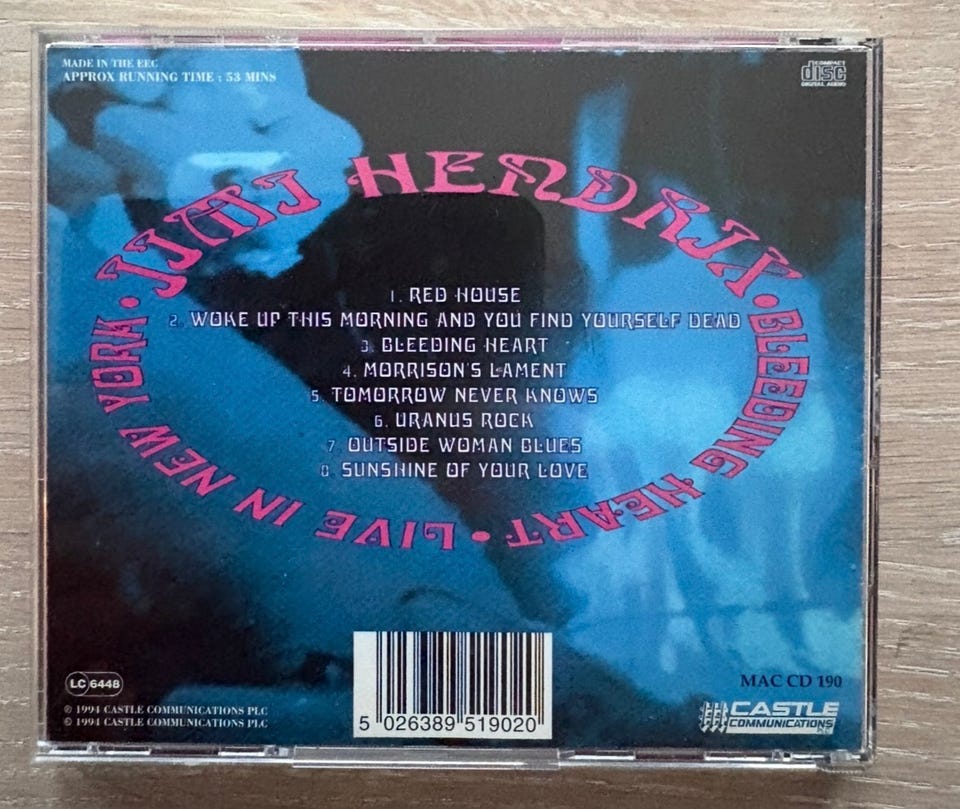 MADE IN THE EEC
APPROX RUNNING TIME : 53 MINS
COMPACT
disc
DIGITAL AUDIO
JIMI HENDRIX • BLEEDING HEART • LIVE IN NEW YORK •
1. RED HOUSE
2. WOKE UP THIS MORNING AND YOU FIND YOURSELF DEAD
3. BLEEDING HEART
4. MORRISON'S LAMENT
5. TOMORROW NEVER KNOWS
6. URANUS ROCK
7. OUTSIDE WOMAN BLUES
8. SUNSHINE OF YOUR LOVE
LC 6448
℗ 1994 CASTLE COMMUNICATIONS PLC
© 1994 CASTLE COMMUNICATIONS PLC
5 026389 519020
MAC CD 190
CASTLE
COMMUNICATIONS
PLC